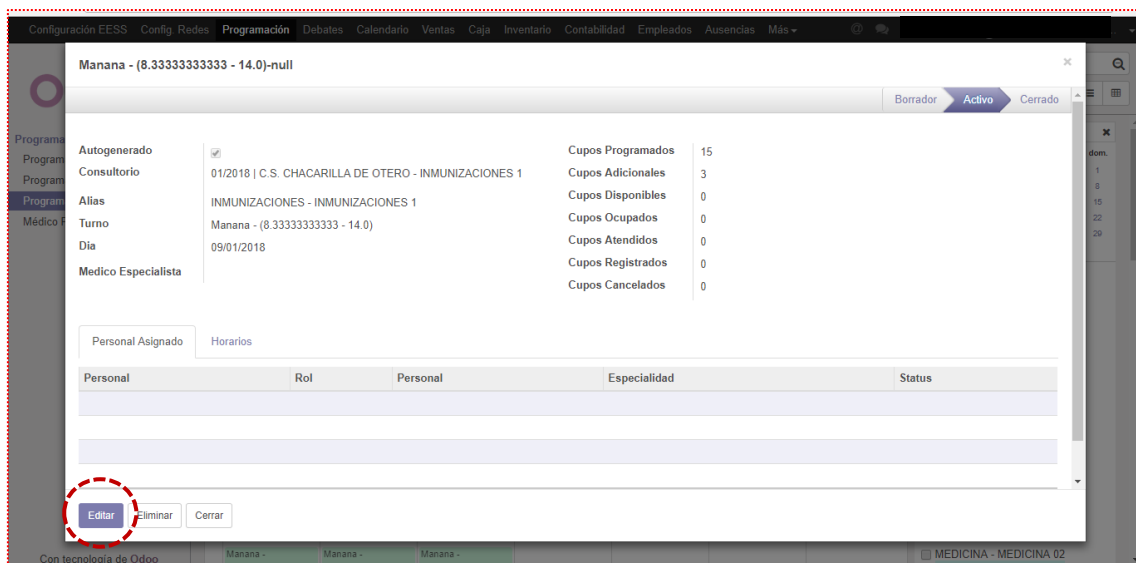 Configuración EESS Config. Redes Programación Debates Calendario Ventas Caja Inventario Contabilidad Empleados Ausencias Más
Manana - (8.33333333333 - 14.0)-null ×
Borrador Activo Cerrado
Programa
Program
Program
Program
Médico F
dom.
1
8
15
22
29
Autogenerado
Consultorio 01/2018 | C.S. CHACARILLA DE OTERO - INMUNIZACIONES 1
Alias INMUNIZACIONES - INMUNIZACIONES 1
Turno Manana - (8.33333333333 - 14.0)
Dia 09/01/2018
Medico Especialista
Cupos Programados 15
Cupos Adicionales 3
Cupos Disponibles 0
Cupos Ocupados 0
Cupos Atendidos 0
Cupos Registrados 0
Cupos Cancelados 0
Personal Asignado Horarios
Personal Rol Personal Especialidad Status
Editar Eliminar Cerrar
Con tecnología de Odoo
Manana - Manana - Manana -
MEDICINA - MEDICINA 02